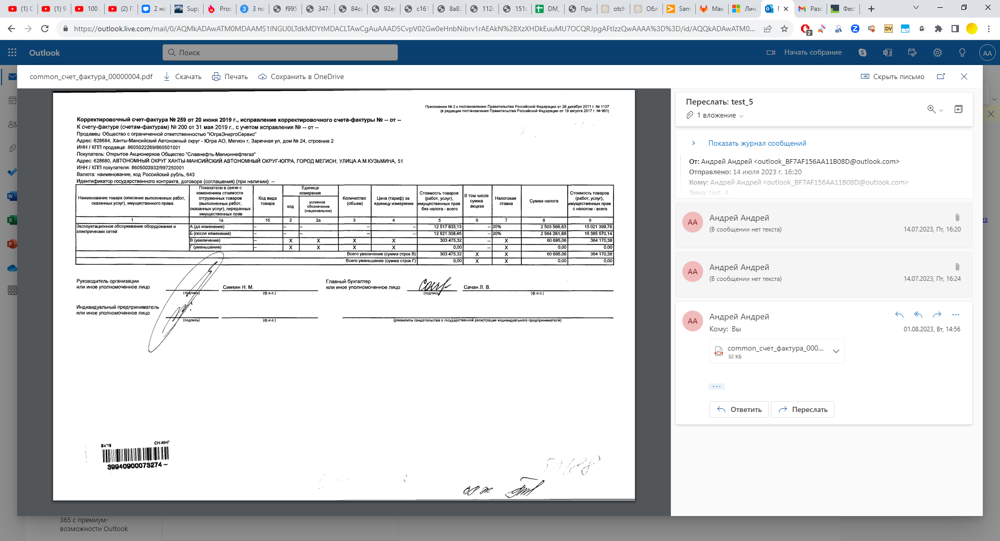 (1) С
(1) 9
100
(2) Г
2 но
Supp
Proc
3 по
f995
3474
84cc
92ec
c161
8a83
112c
151c
DM_
Пра
otch
Обл
Sam
Мак
Лич
Разс
Фест
https://outlook.live.com/mail/0/AQMkADAwATM0MDAAMS1INGU0LTdkMDYtMDACLTAwCgAuAAAD5CvpV02Gw0eHnbNibrv1rAEAkN%2BXzXHDkEuuMU7OCQRJpgAFtIzzQwAAAA%3D%3D/id/AQQkADAwATM0...
Outlook
Поиск
Начать собрание
AA
common_счет_фактура_00000004.pdf
Скачать
Печать
Сохранить в OneDrive
Скрыть письмо
Приложение № 2 к постановлению Правительства Российской Федерации от 26 декабря 2011 г. № 1137
(в редакции постановления Правительства Российской Федерации от 19 августа 2017 г. № 981)
Корректировочный счет-фактура № 259 от 20 июня 2019 г., исправление корректировочного счета-фактуры № -- от --
К счету-фактуре (счетам-фактурам) № 200 от 31 мая 2019 г., с учетом исправления № -- от --
Продавец: Общество с ограниченной ответственностью "ЮграЭнергоСервис"
Адрес: 628684, Ханты-Мансийский Автономный округ - Югра АО, Мегион г, Заречная ул, дом № 24, строение 2
ИНН / КПП продавца: 8605022269/860501001
Покупатель: Открытое Акционерное Общество "Славнефть-Мегионнефтегаз"
Адрес: 628680, АВТОНОМНЫЙ ОКРУГ ХАНТЫ-МАНСИЙСКИЙ АВТОНОМНЫЙ ОКРУГ-ЮГРА, ГОРОД МЕГИОН, УЛИЦА А.М.КУЗЬМИНА, 51
ИНН / КПП покупателя: 8605003932/997250001
Валюта: наименование, код Российский рубль, 643
Идентификатор государственного контракта, договора (соглашения) (при наличии): --
Наименование товара (описание выполненных работ, оказанных услуг), имущественного права
Показатели в связи с изменением стоимости отгруженных товаров (выполненных работ, оказанных услуг), переданных имущественных прав
Код вида товара
Единица измерения
код
условное обозначение (национальное)
Количество (объем)
Цена (тариф) за единицу измерения
Стоимость товаров (работ, услуг), имущественных прав без налога - всего
В том числе сумма акциза
Налоговая ставка
Сумма налога
Стоимость товаров (работ, услуг), имущественных прав с налогом - всего
1 1а 1б 2 2а 3 4 5 6 7 8 9
Эксплуатационное обслуживание оборудования и электрических сетей
А (до изменения) -- -- -- -- -- 12 517 833,13 -- 20% 2 503 566,63 15 021 399,76
Б (после изменения) -- -- -- -- -- 12 821 308,45 -- 20% 2 564 261,69 15 385 570,14
В (увеличение) -- Х Х Х Х 303 475,32 -- Х 60 695,06 364 170,38
Г (уменьшение) -- Х Х Х Х 0,00 -- Х 0,00 0,00
Всего увеличение (сумма строк В) 303 475,32 Х Х 60 695,06 364 170,38
Всего уменьшение (сумма строк Г) 0,00 Х Х 0,00 0,00
Руководитель организации
или иное уполномоченное лицо
(подпись)
Симкин Н. М.
(ф.и.о.)
Главный бухгалтер
или иное уполномоченное лицо
(подпись)
Сачан Л. В.
(ф.и.о.)
Индивидуальный предприниматель
или иное уполномоченное лицо
(подпись)
(ф.и.о.)
(реквизиты свидетельства о государственной регистрации индивидуального предпринимателя)
Вх'19 СН-МНГ
39940900073274 ~
Переслать: test_5
1 вложение
Показать журнал сообщений
От: Андрей Андрей <outlook_BF7AF156AA11B08D@outlook.com>
Отправлено: 14 июля 2023 г. 16:20
Кому: Андрей Андрей <outlook_BF7AF156AA11B08D@outlook.com>
Тема: test_4
АА
Андрей Андрей
(В сообщении нет текста)
14.07.2023, Пт, 16:20
АА
Андрей Андрей
(В сообщении нет текста)
14.07.2023, Пт, 16:24
АА
Андрей Андрей
Кому: Вы
01.08.2023, Вт, 14:56
common_счет_фактура_000...
32 КБ
Ответить
Переслать
365 с премиум-
возможности Outlook